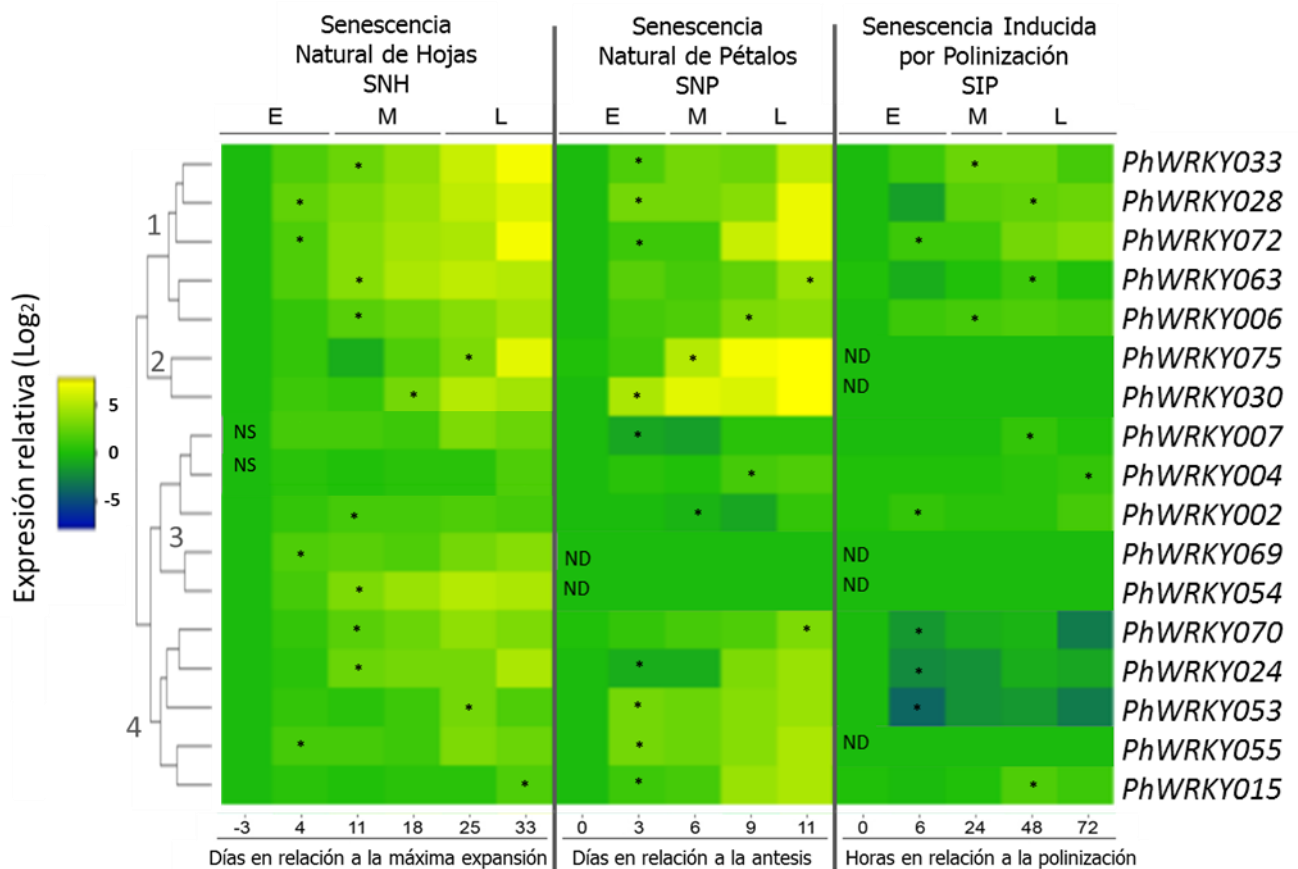 Senescencia
Natural de Hojas
SNH
Senescencia
Natural de Pétalos
SNP
Senescencia Inducida
por Polinización
SIP
E M L E M L E M L
Expresión relativa (Log2)
5
0
-5
1
2
3
4
* * * PhWRKY033
* * * PhWRKY028
* * * PhWRKY072
* * * PhWRKY063
* * * PhWRKY006
* * ND PhWRKY075
* * ND PhWRKY030
NS * * PhWRKY007
NS * * PhWRKY004
* * * PhWRKY002
* ND ND PhWRKY069
* ND ND PhWRKY054
* * * PhWRKY070
* * * PhWRKY024
* * * PhWRKY053
* * ND PhWRKY055
* * * PhWRKY015
-3 4 11 18 25 33 0 3 6 9 11 0 6 24 48 72
Días en relación a la máxima expansión
Días en relación a la antesis
Horas en relación a la polinización